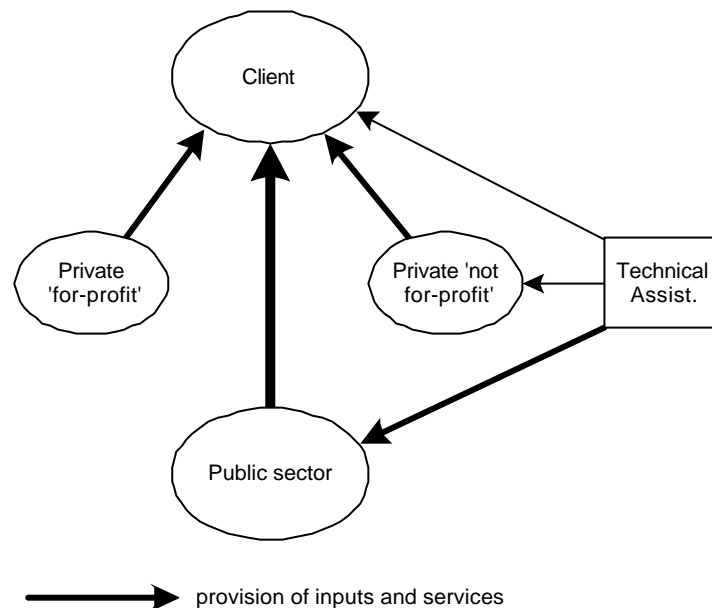 Client
Private
'for-profit'
Private 'not
for-profit'
Technical
Assist.
Public sector
provision of inputs and services